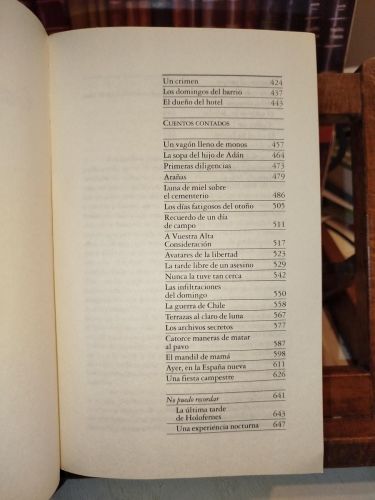 Un crimen 424
Los domingos del barrio 437
El dueño del hotel 443
CUENTOS CONTADOS
Un vagón lleno de monos 457
La sopa del hijo de Adán 464
Primeras diligencias 473
Arañas 479
Luna de miel sobre
el cementerio 486
Los días fatigosos del otoño 505
Recuerdo de un día
de campo 511
A Vuestra Alta
Consideración 517
Avatares de la libertad 523
La tarde libre de un asesino 529
Nunca la tuve tan cerca 542
Las infiltraciones
del domingo 550
La guerra de Chile 558
Terrazas al claro de luna 567
Los archivos secretos 577
Catorce maneras de matar
al pavo 587
El mandil de mamá 598
Ayer, en la España nueva 611
Una fiesta campestre 626
No puedo recordar 641
La última tarde
de Holofernes 643
Una experiencia nocturna 647